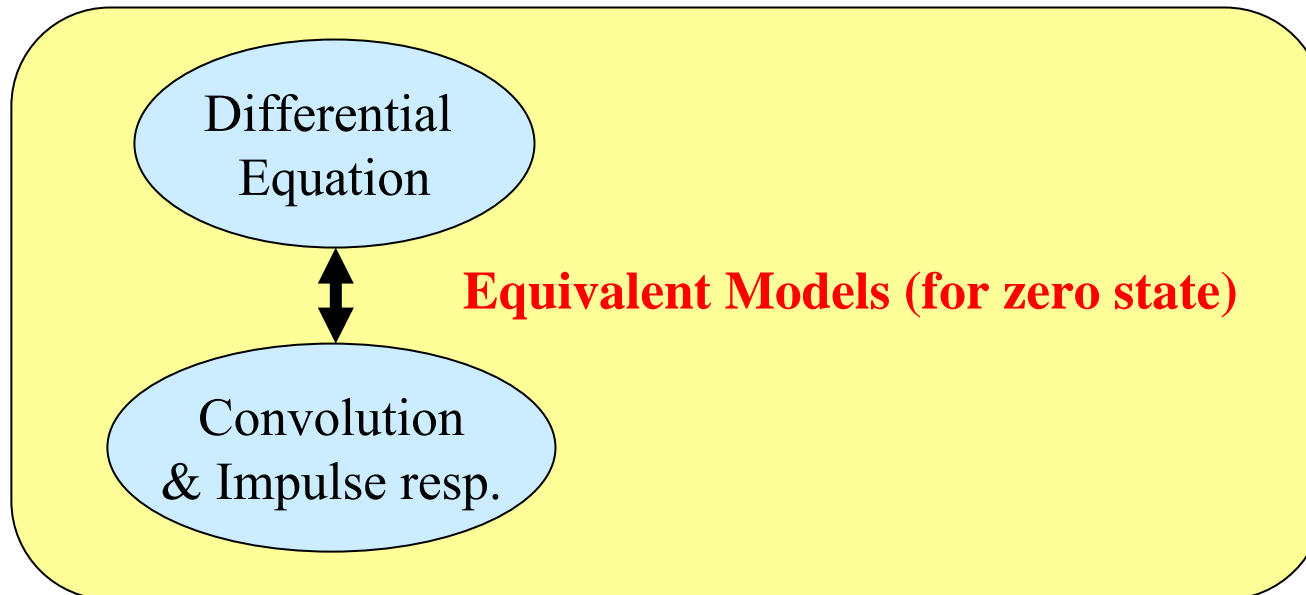 Differential
Equation
Equivalent Models (for zero state)
Convolution
& Impulse resp.